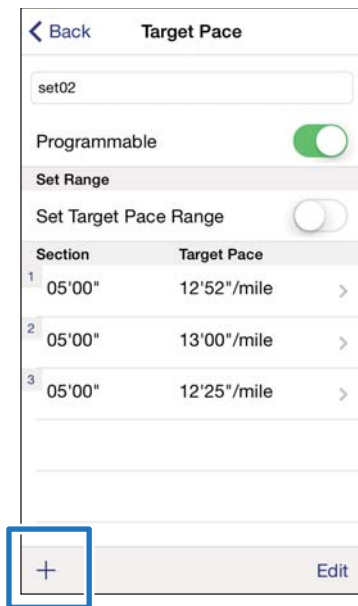 Back Target Pace
set02
Programmable
Set Range
Set Target Pace Range
Section Target Pace
1 05'00" 12'52"/mile
2 05'00" 13'00"/mile
3 05'00" 12'25"/mile
+ Edit